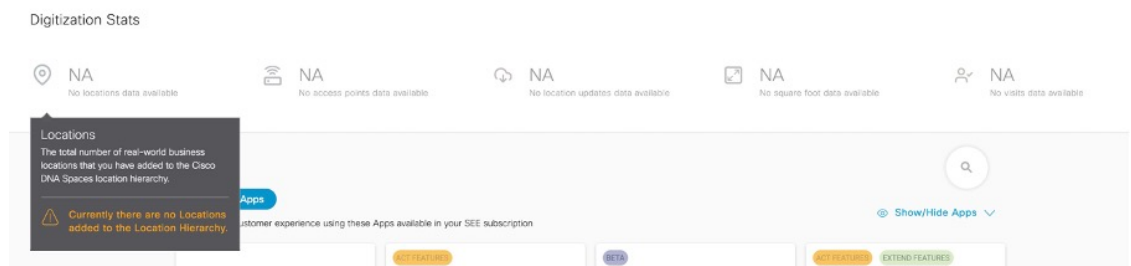 Digitization Stats
NA
No locations data available
NA
No access points data available
NA
No location updates data available
NA
No square foot data available
NA
No visits data available
Locations
The total number of real-world business
locations that you have added to the Cisco
DNA Spaces location hierarchy.
Currently there are no Locations
added to the Location Hierarchy.
Apps
ustomer experience using these Apps available in your SEE subscription
Show/Hide Apps
ACT FEATURES
BETA
ACT FEATURES
EXTEND FEATURES